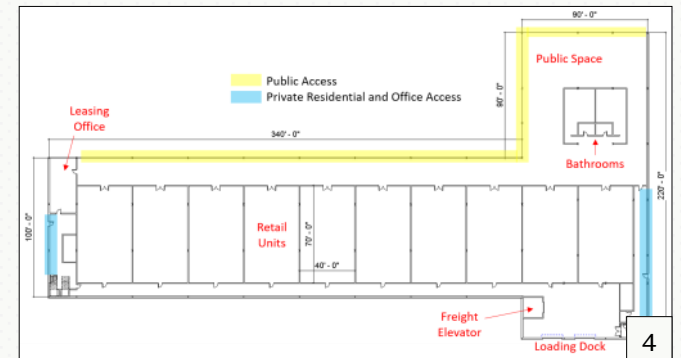 90' - 0"
Public Space
Public Access
Private Residential and Office Access
90' - 0"
Leasing
Office
340' - 0"
Bathrooms
220' - 0"
100' - 0"
Retail
Units
70' - 0"
40' - 0"
Freight
Elevator
Loading Dock
4